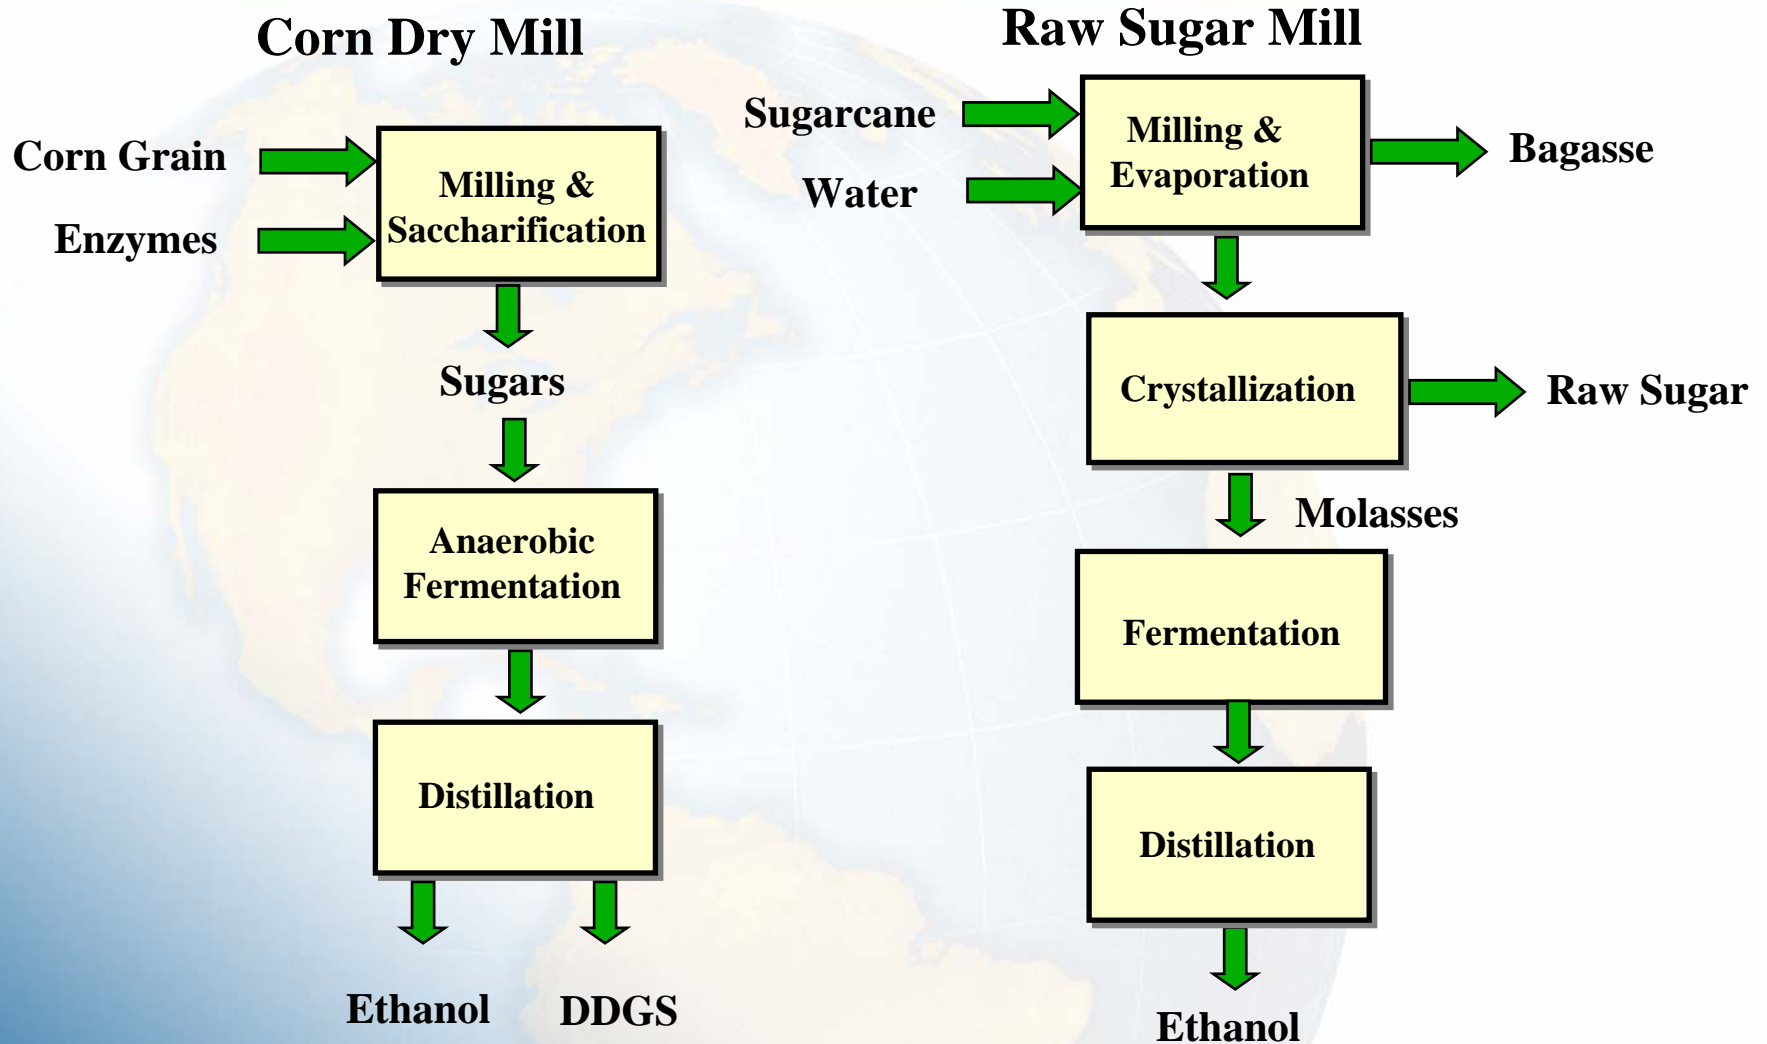 Corn Dry Mill
Corn Grain
Enzymes
Milling &
Saccharification
Sugars
Anaerobic
Fermentation
Distillation
Ethanol
DDGS
Raw Sugar Mill
Sugarcane
Water
Milling &
Evaporation
Bagasse
Crystallization
Raw Sugar
Molasses
Fermentation
Distillation
Ethanol